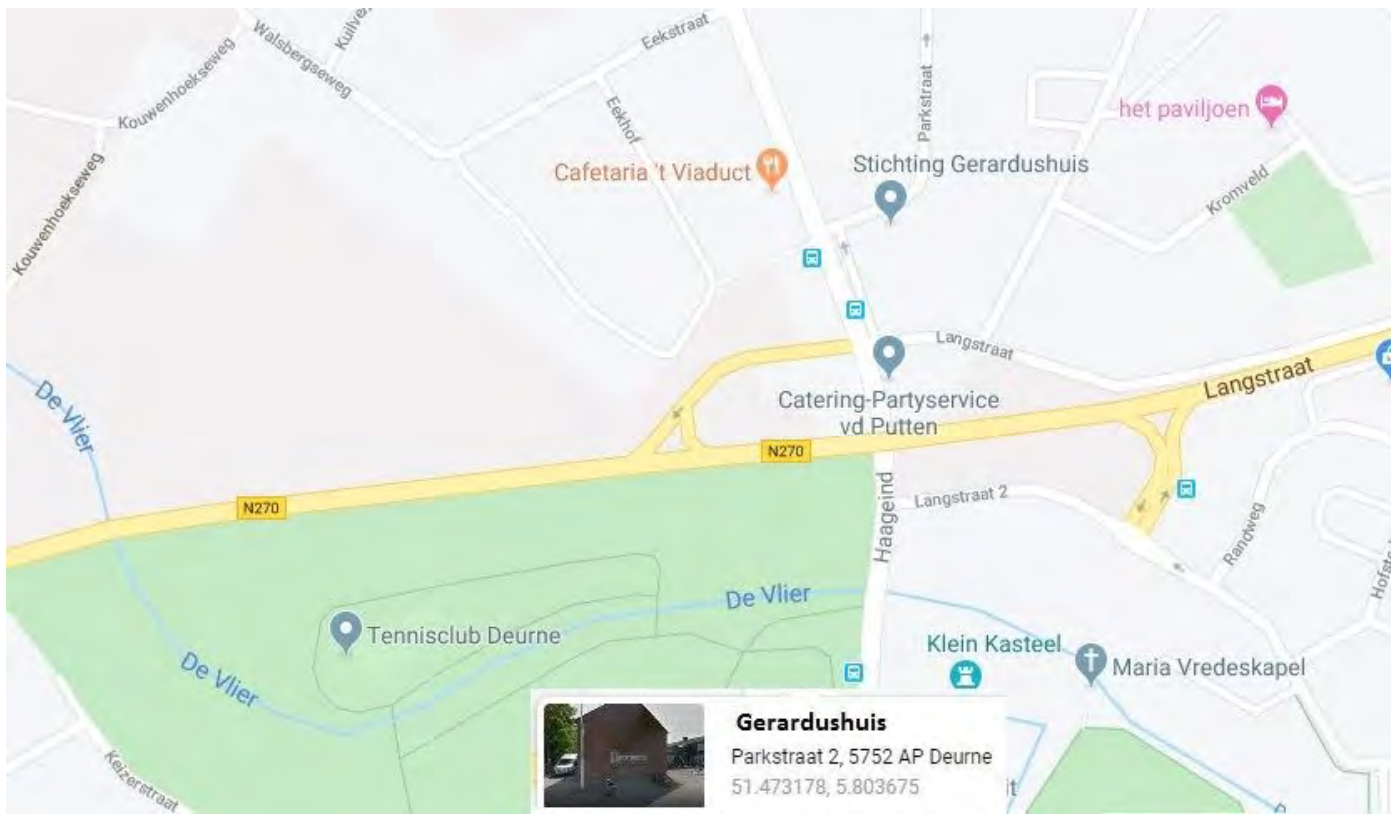 Kuilve
Walsbergseweg
Eekstraat
Kouwenhoekseweg
Parkstraat
Eekhof
het paviljoen
Cafetaria 't Viaduct
Stichting Gerardushuis
Kromveld
Kouwenhoekseweg
Langstraat
Langstraat
De Vlier
Catering-Partyservice
vd Putten
N270
N270
Langstraat 2
Haageind
Randweg
De Vlier
Tennisclub Deurne
De Vlier
Klein Kasteel
Maria Vredeskapel
Gerardushuis
Parkstraat 2, 5752 AP Deurne
51.473178, 5.803675
Keizerstraat